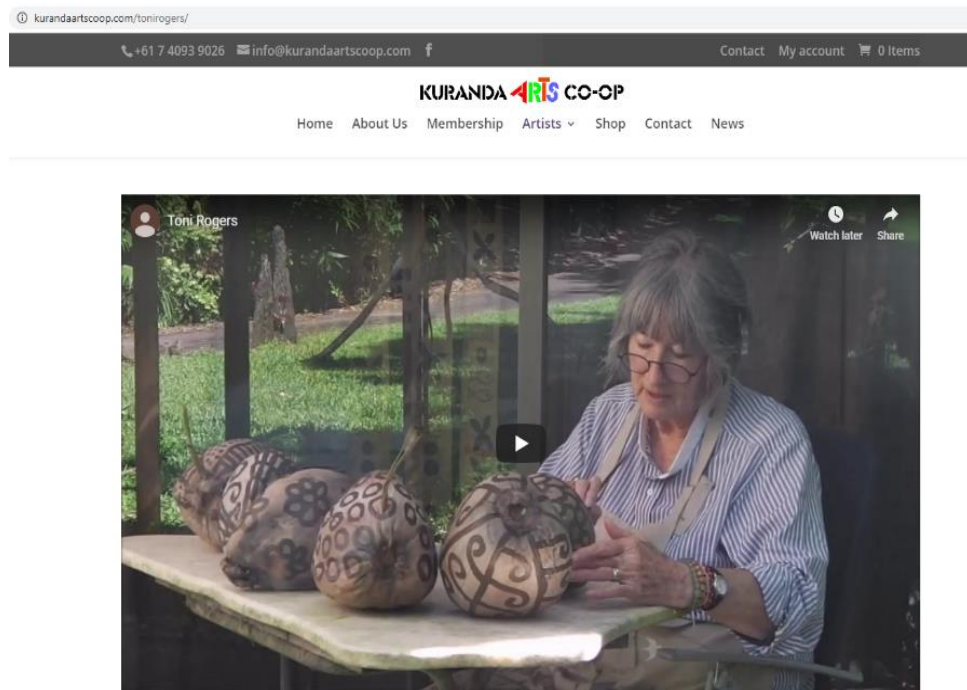 kurandaartscoop.com/tonirogers/
+61 7 4093 9026 info@kurandaartscoop.com f Contact My account 0 Items
KURANDA ARTS CO-OP
Home About Us Membership Artists Shop Contact News
Toni Rogers
Watch later Share